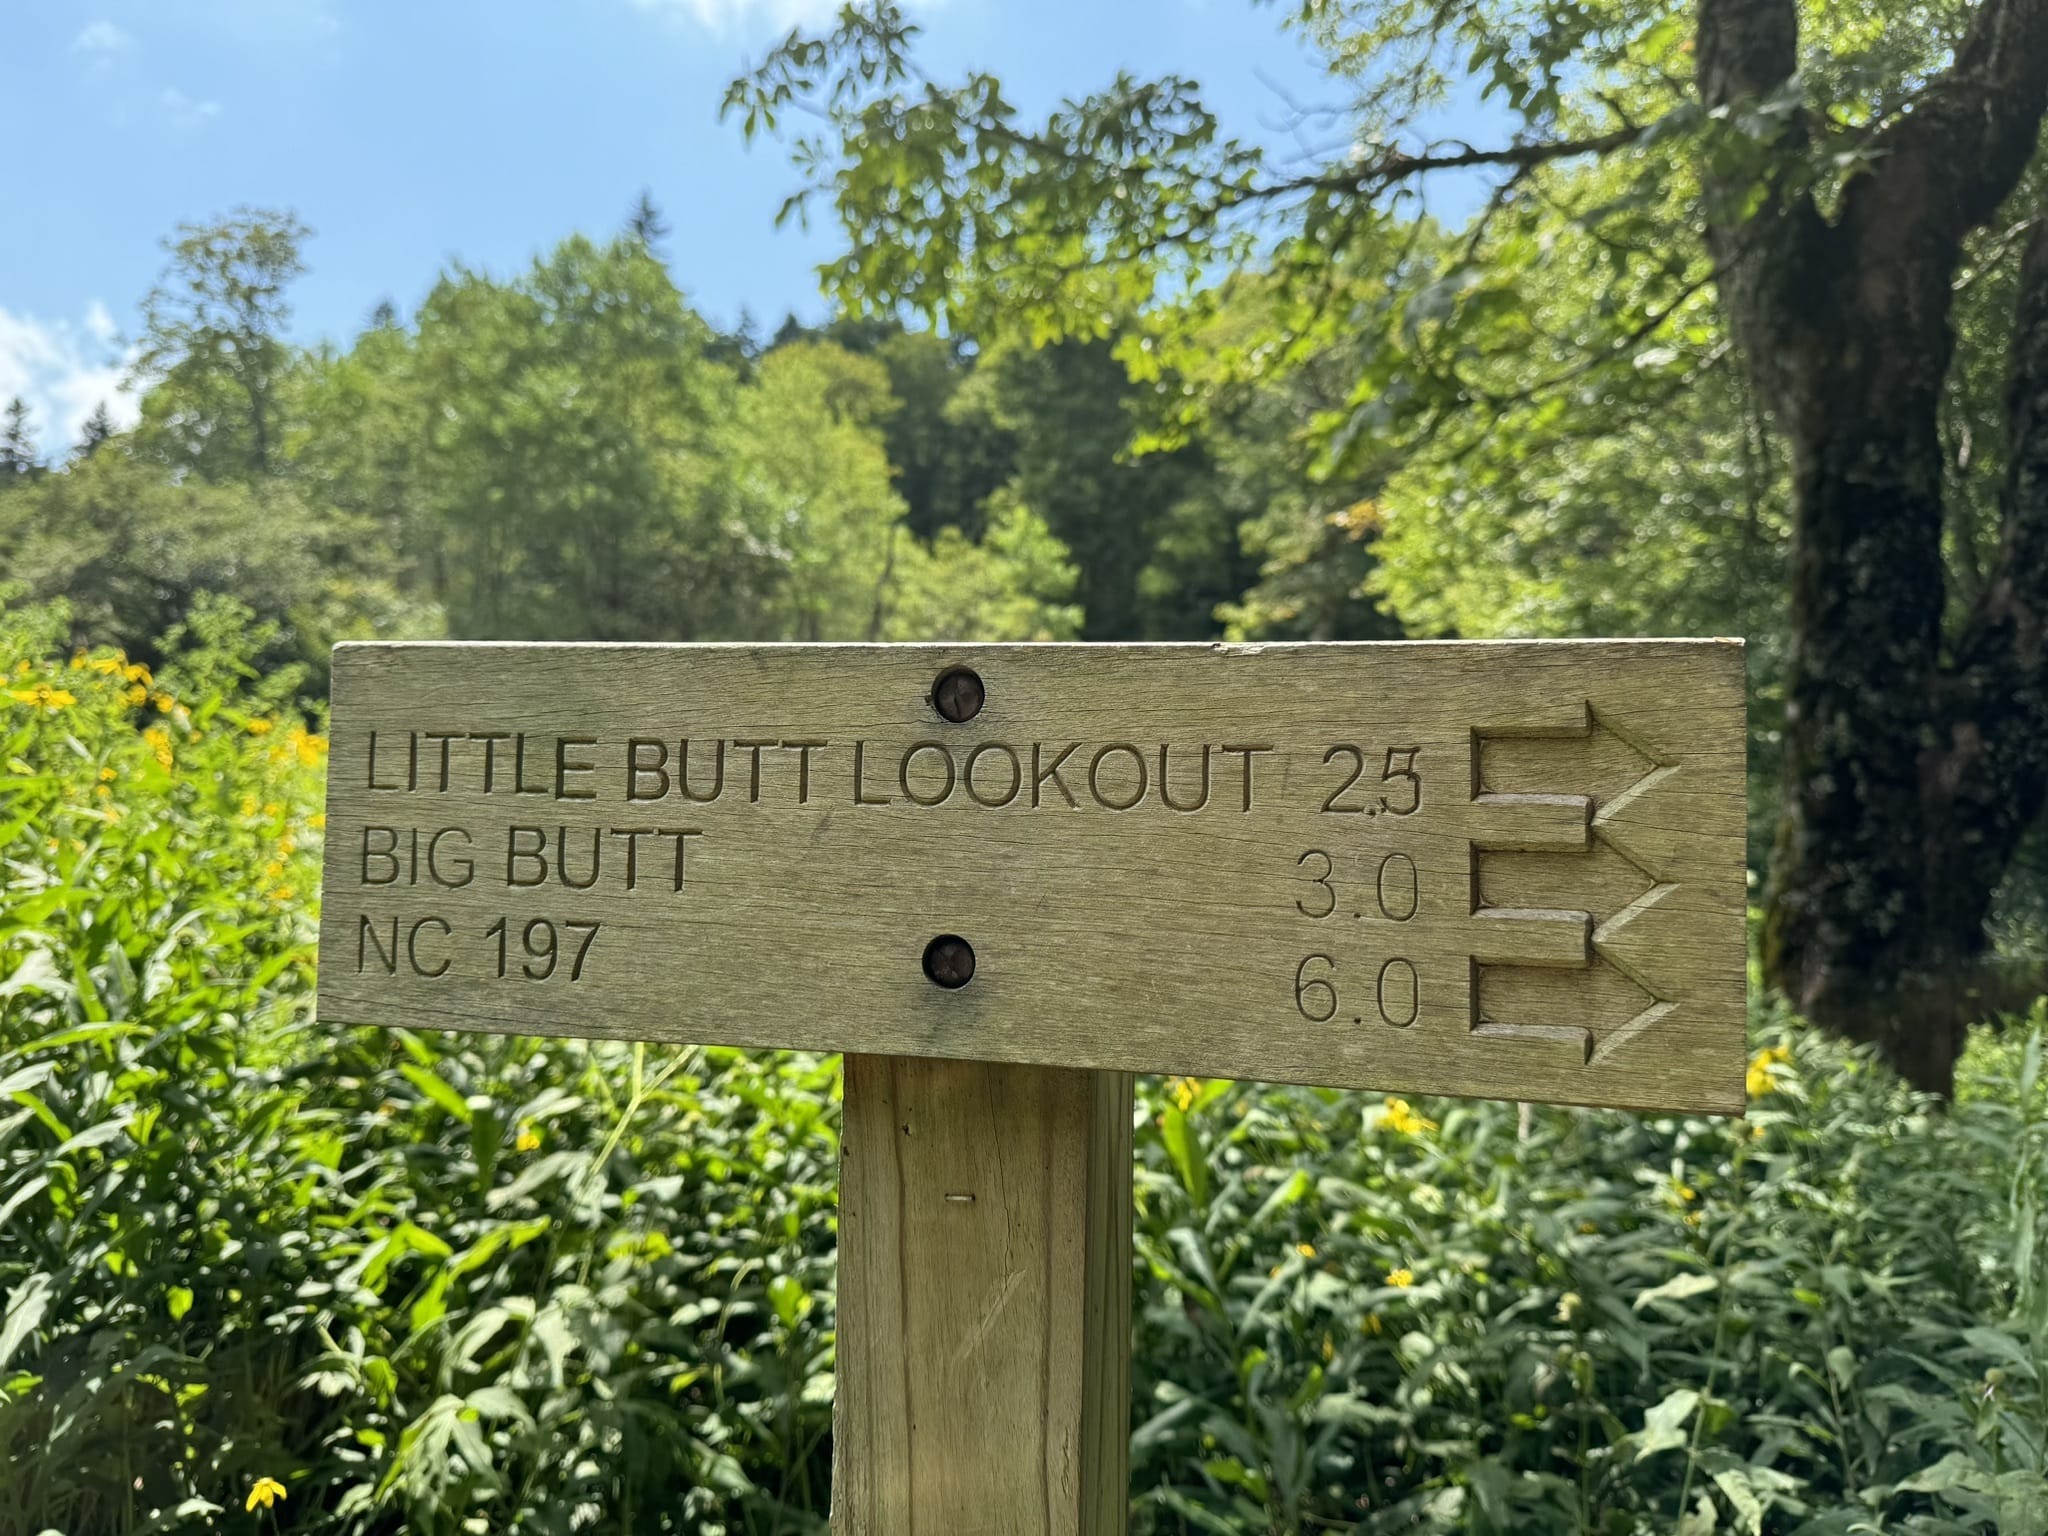 LITTLE BUTT LOOKOUT 2.5
BIG BUTT 3.0
NC 197 6.0